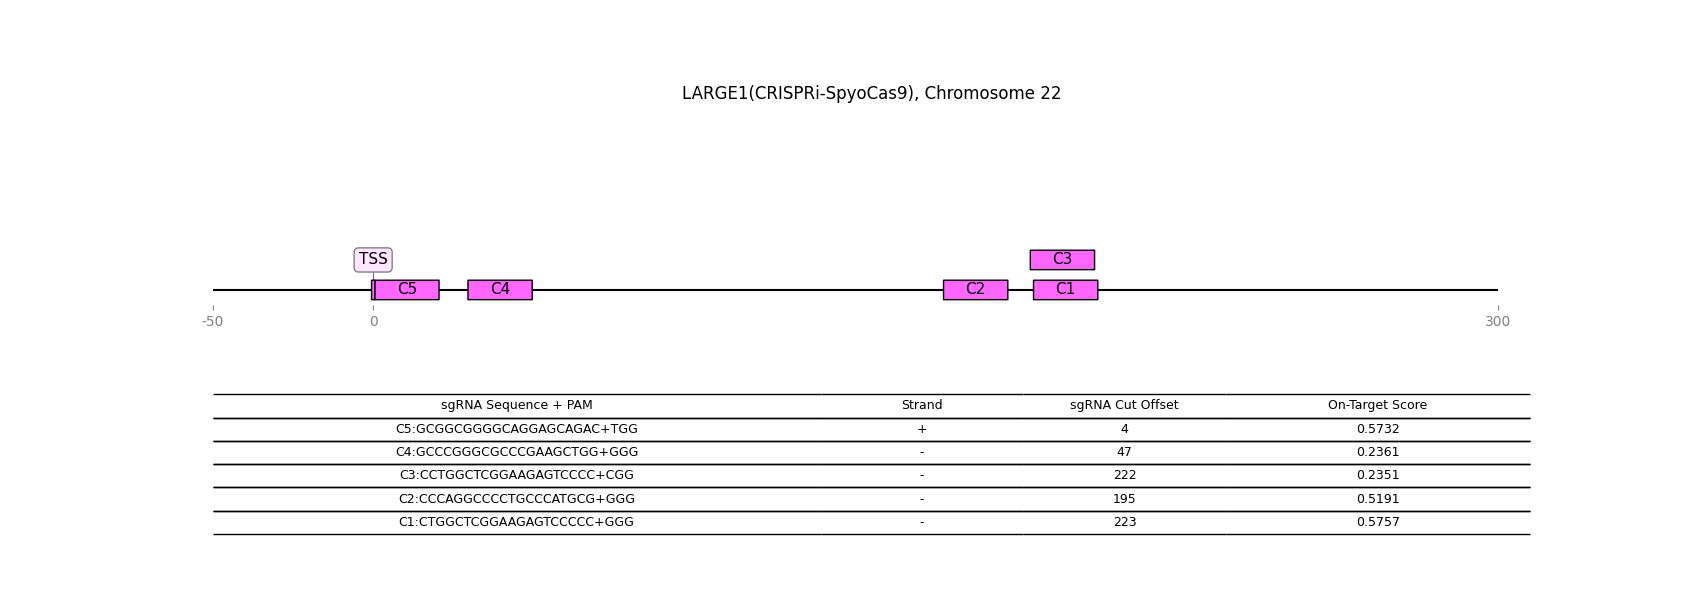 LARGE1(CRISPRi-SpyoCas9), Chromosome 22
TSS
C3
C5 C4 C2 C1
-50 0 300
sgRNA Sequence + PAM Strand sgRNA Cut Offset On-Target Score
C5:GCGGCGGGGCAGGAGCAGAC+TGG + 4 0.5732
C4:GCCCGGGCGCCCGAAGCTGG+GGG - 47 0.2361
C3:CCTGGCTCGGAAGAGTCCCC+CGG - 222 0.2351
C2:CCCAGGCCCCTGCCCATGCG+GGG - 195 0.5191
C1:CTGGCTCGGAAGAGTCCCCC+GGG - 223 0.5757